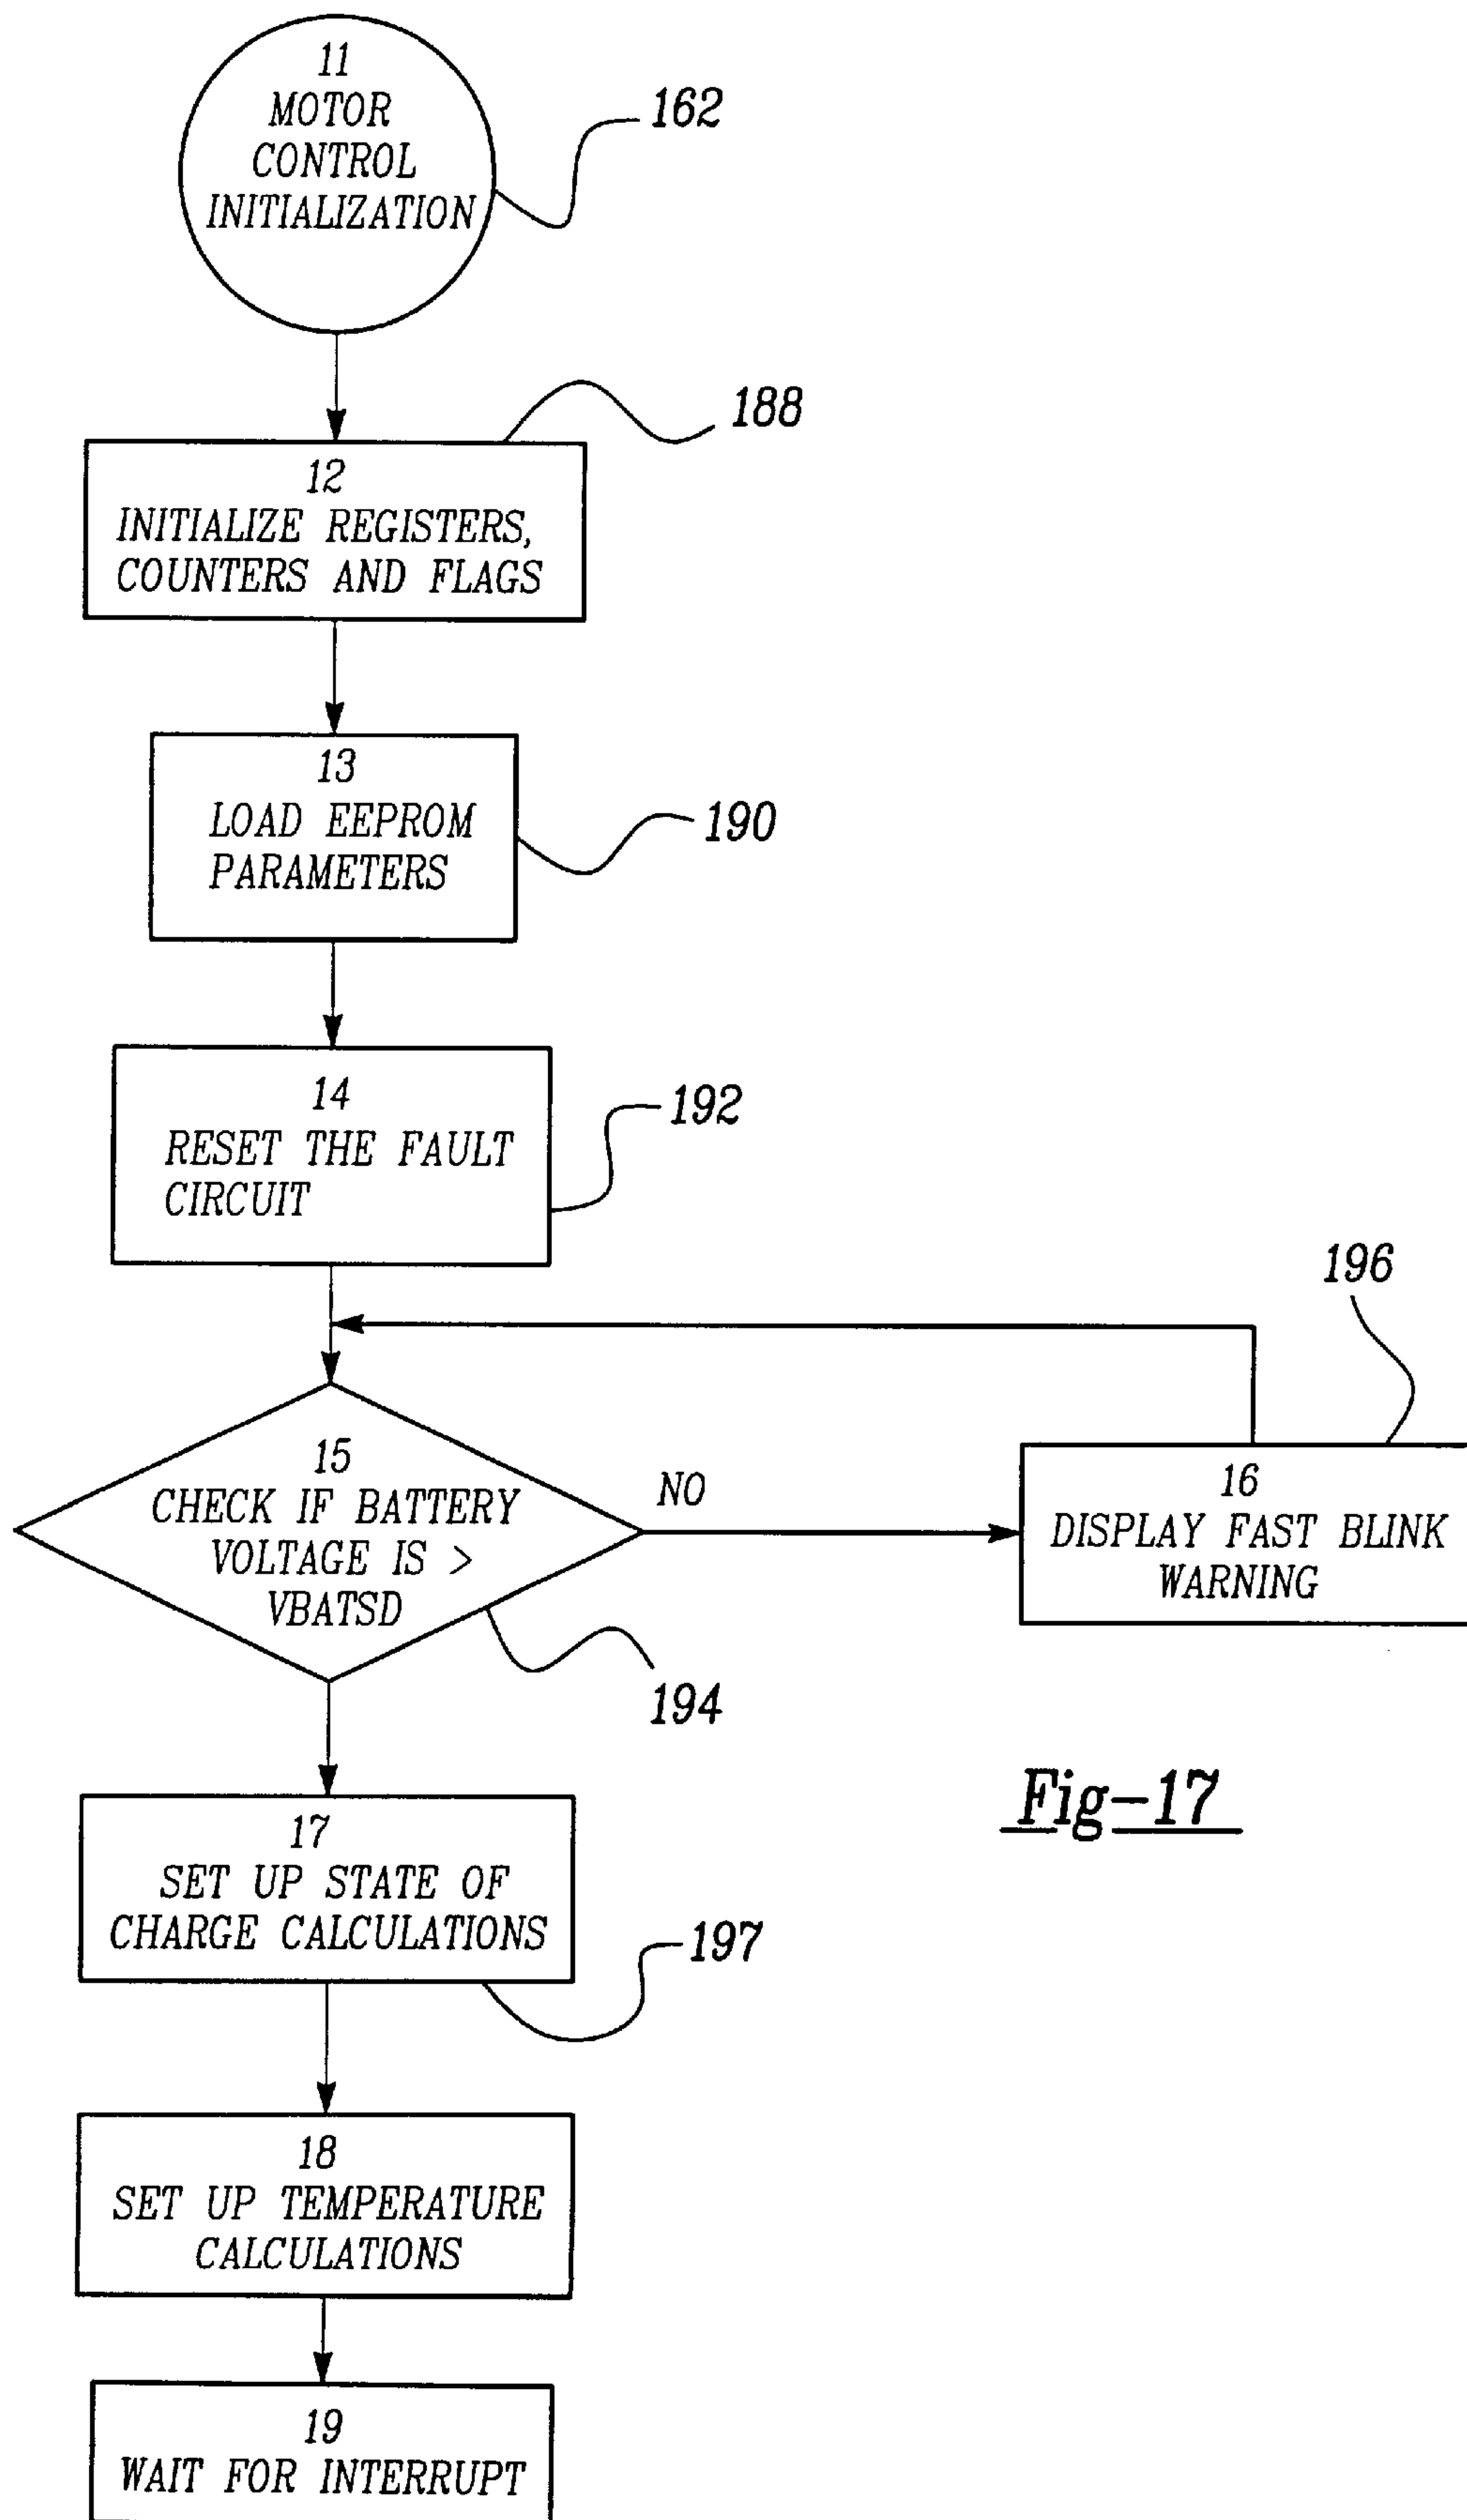 11
MOTOR
CONTROL
INITIALIZATION
162
188
12
INITIALIZE REGISTERS,
COUNTERS AND FLAGS
13
LOAD EEPROM
PARAMETERS
190
14
RESET THE FAULT
CIRCUIT
192
196
15
CHECK IF BATTERY
VOLTAGE IS >
VBATSD
NO
16
DISPLAY FAST BLINK
WARNING
194
Fig-17
17
SET UP STATE OF
CHARGE CALCULATIONS
197
18
SET UP TEMPERATURE
CALCULATIONS
19
WAIT FOR INTERRUPT